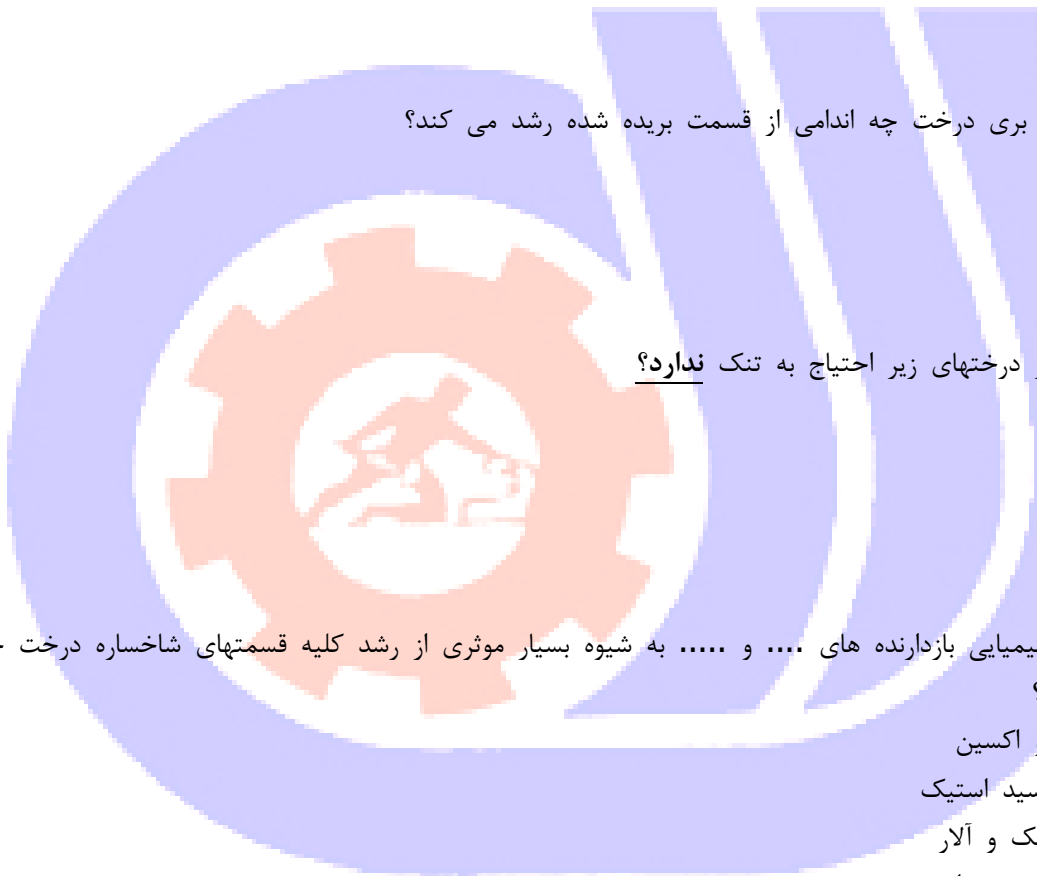 بری درخت چه اندامی از قسمت بریده شده رشد می کند؟
درختهای زیر احتیاج به تنک ندارد؟
یمیایی بازدارنده های .... و ..... به شیوه بسیار موثری از رشد کلیه قسمتهای شاخساره درخت
؟
اکسین
سید استیک
ک و آلار